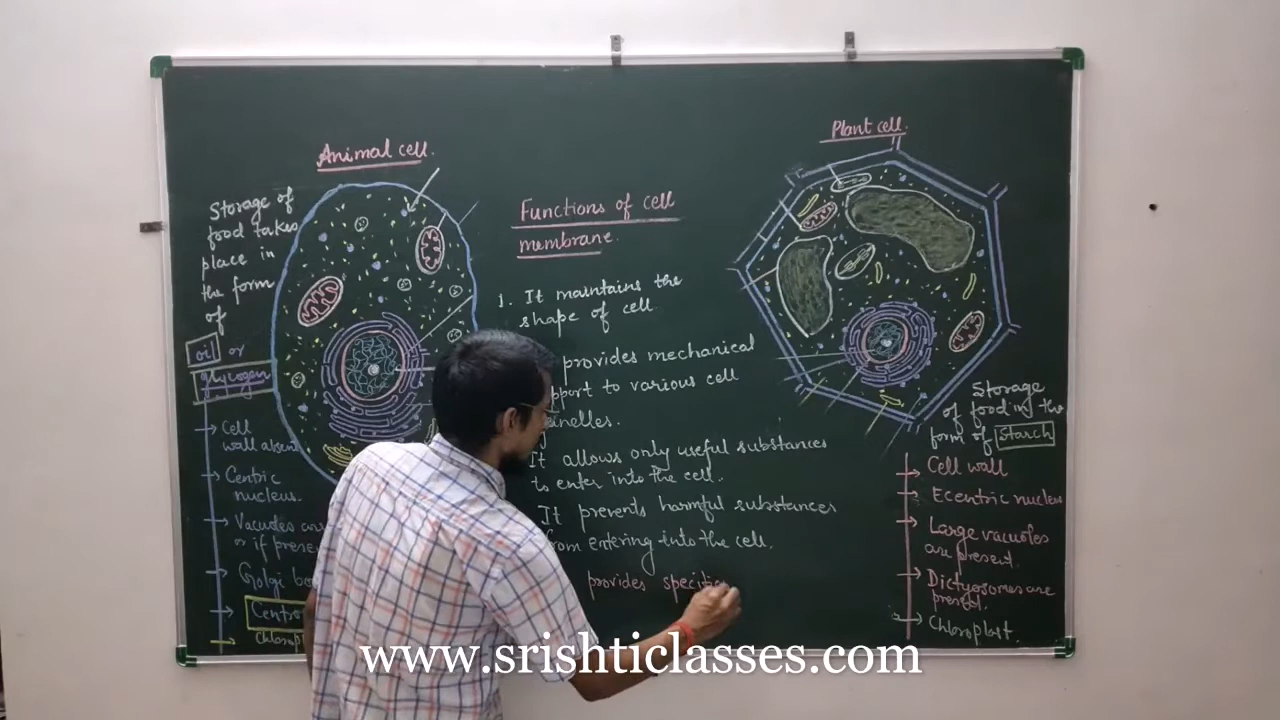 Animal cell.
Storage of
food takes
place in
the form
of
oil or
glycogen
Cell
wall absent
Centric
nucleus.
Vacuoles are
or if present
Golgi
Functions of cell
membrane.
1. It maintains the
shape of cell.
provides mechanical
to various cell
It allows only useful substances
to enter into the cell.
It prevents harmful substances
from entering into the cell.
provides
Plant cell.
Storage
of food in the
form of starch
Cell wall
Ecentric nucleus
Large vacuoles
are present.
Dictyosomes are
present.
Chloroplast.
www.srishticlasses.com